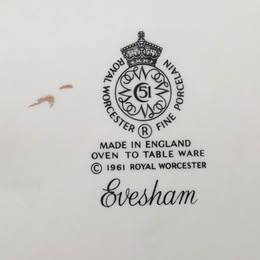 ROYAL WORCESTER FINE PORCELAIN
C 51
®
MADE IN ENGLAND
OVEN TO TABLE WARE
© 1961 ROYAL WORCESTER
Evesham